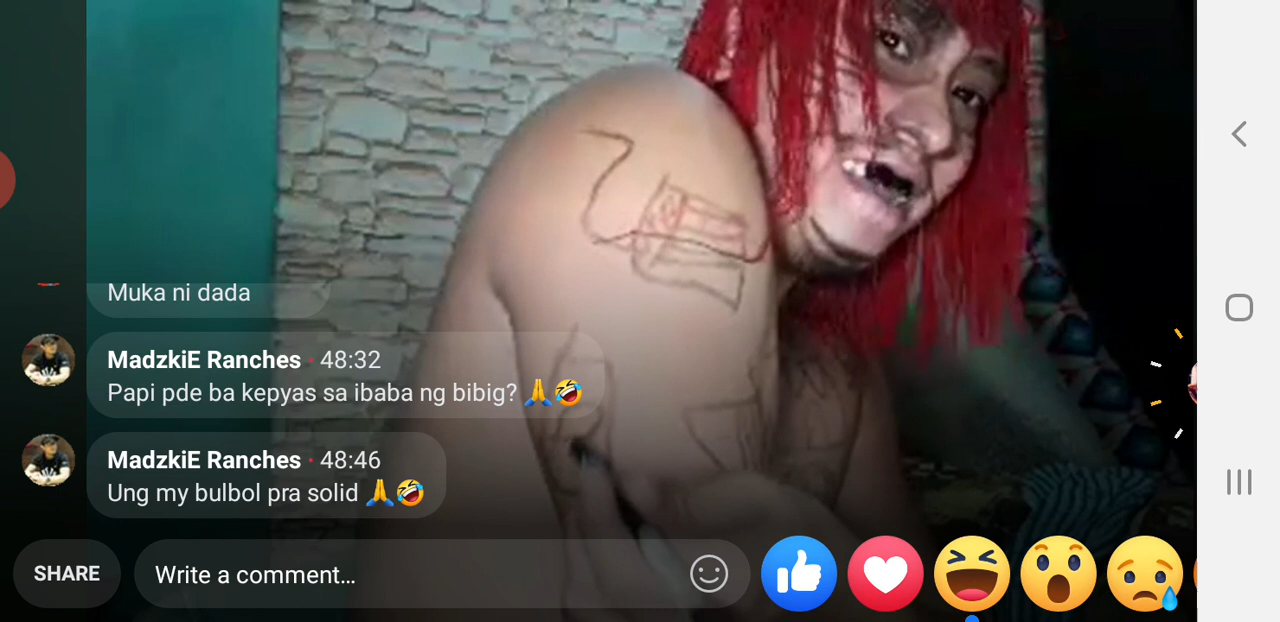 Muka ni dada
MadzkiE Ranches · 48:32
Papi pde ba kepyas sa ibaba ng bibig? 🙏🤣
MadzkiE Ranches · 48:46
Ung my bulbol pra solid 🙏🤣
SHARE
Write a comment...